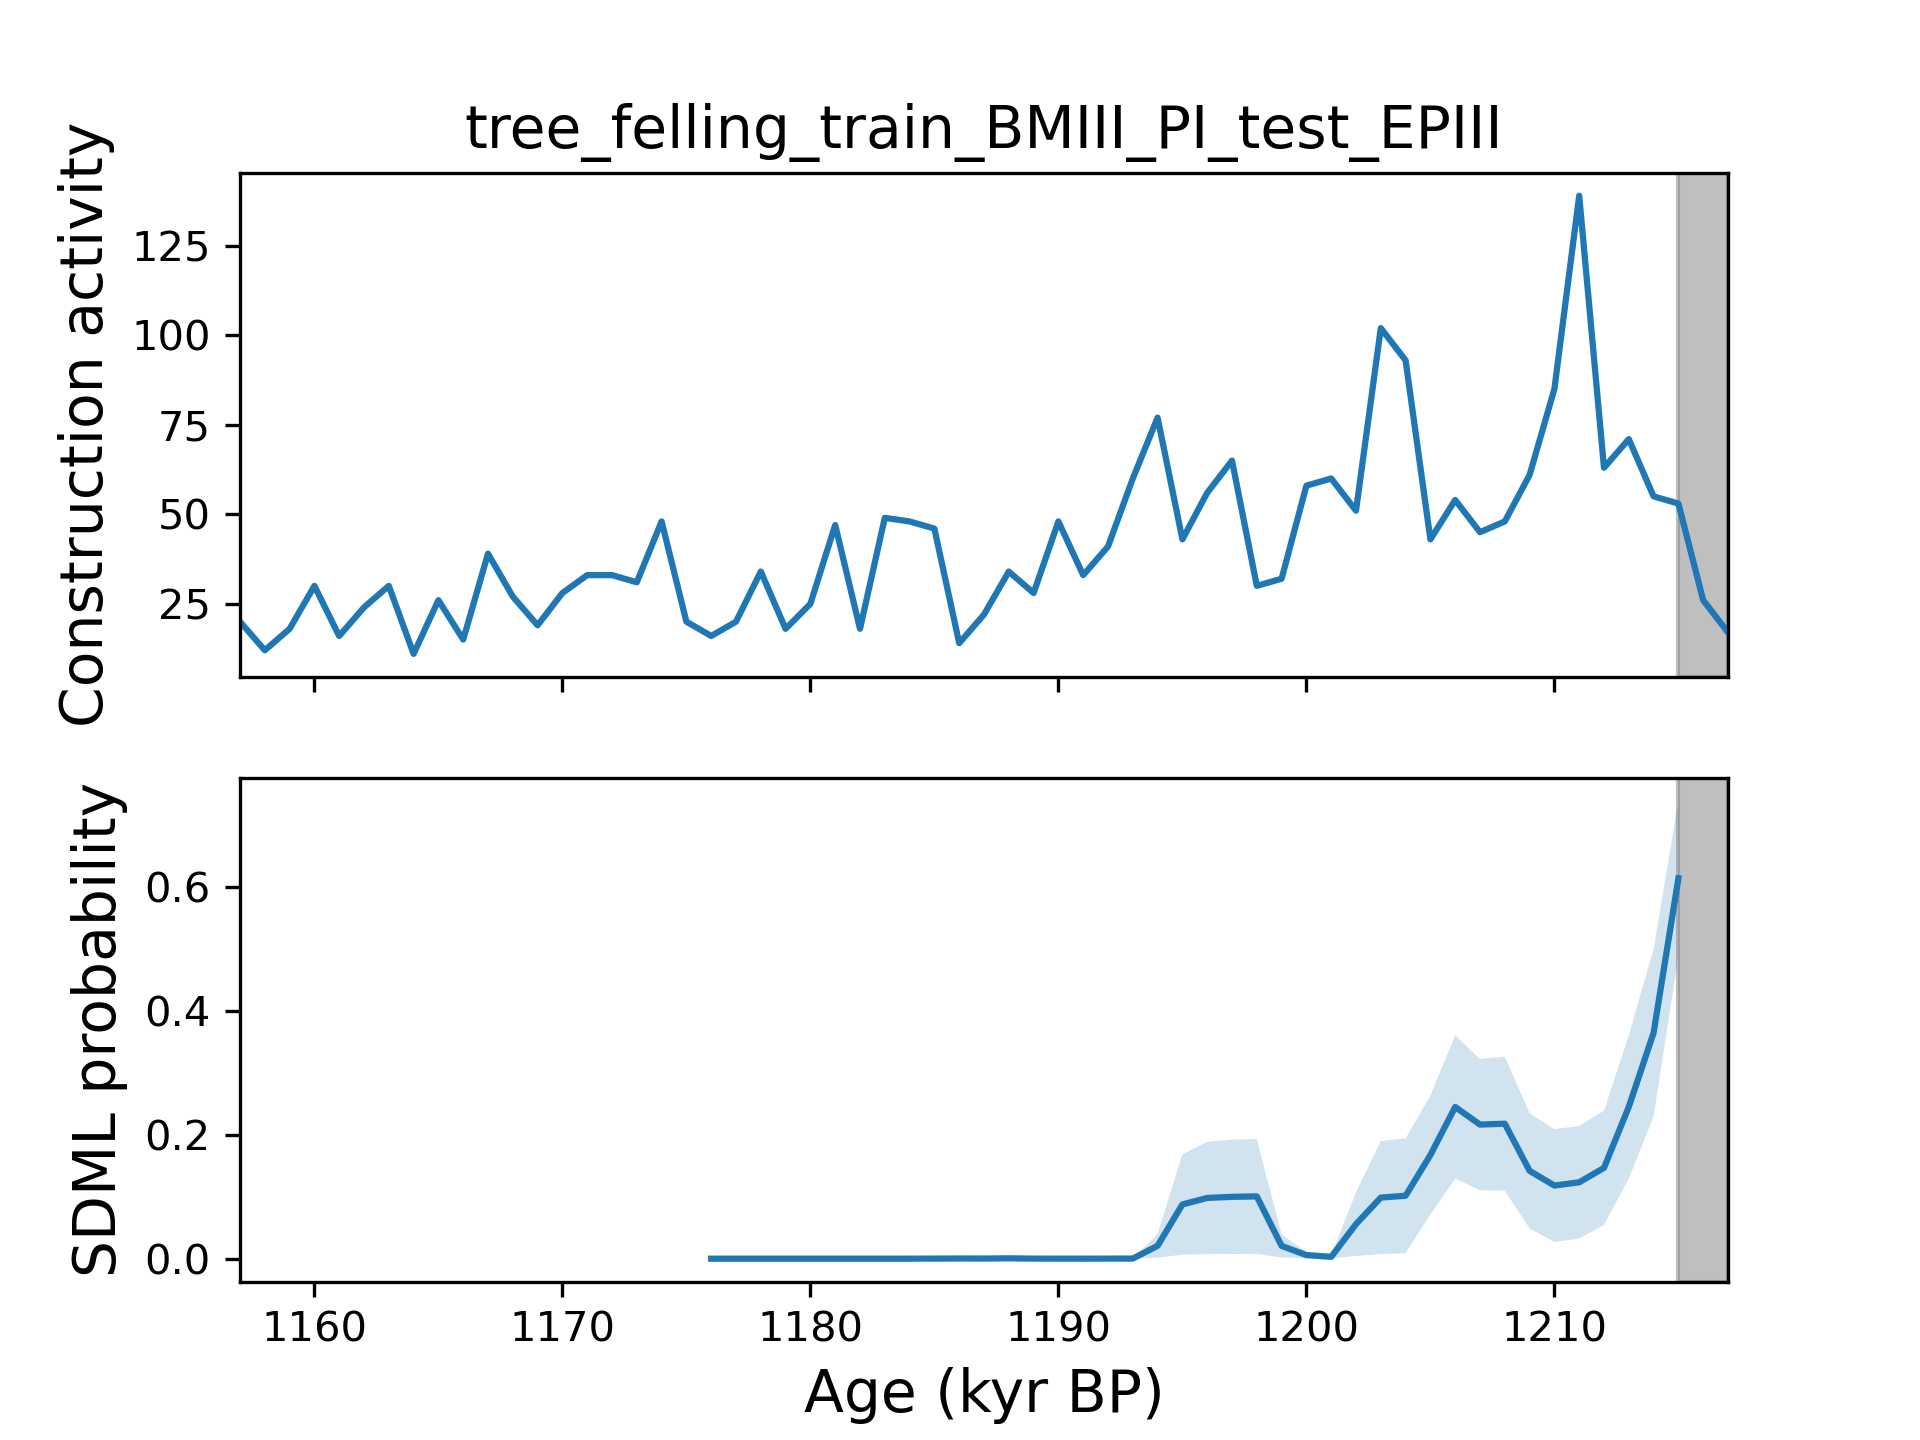 tree_felling_train_BMIII_PI_test_EPIII
Construction activity
125
100
75
50
25
SDML probability
0.6
0.4
0.2
0.0
1160 1170 1180 1190 1200 1210
Age (kyr BP)